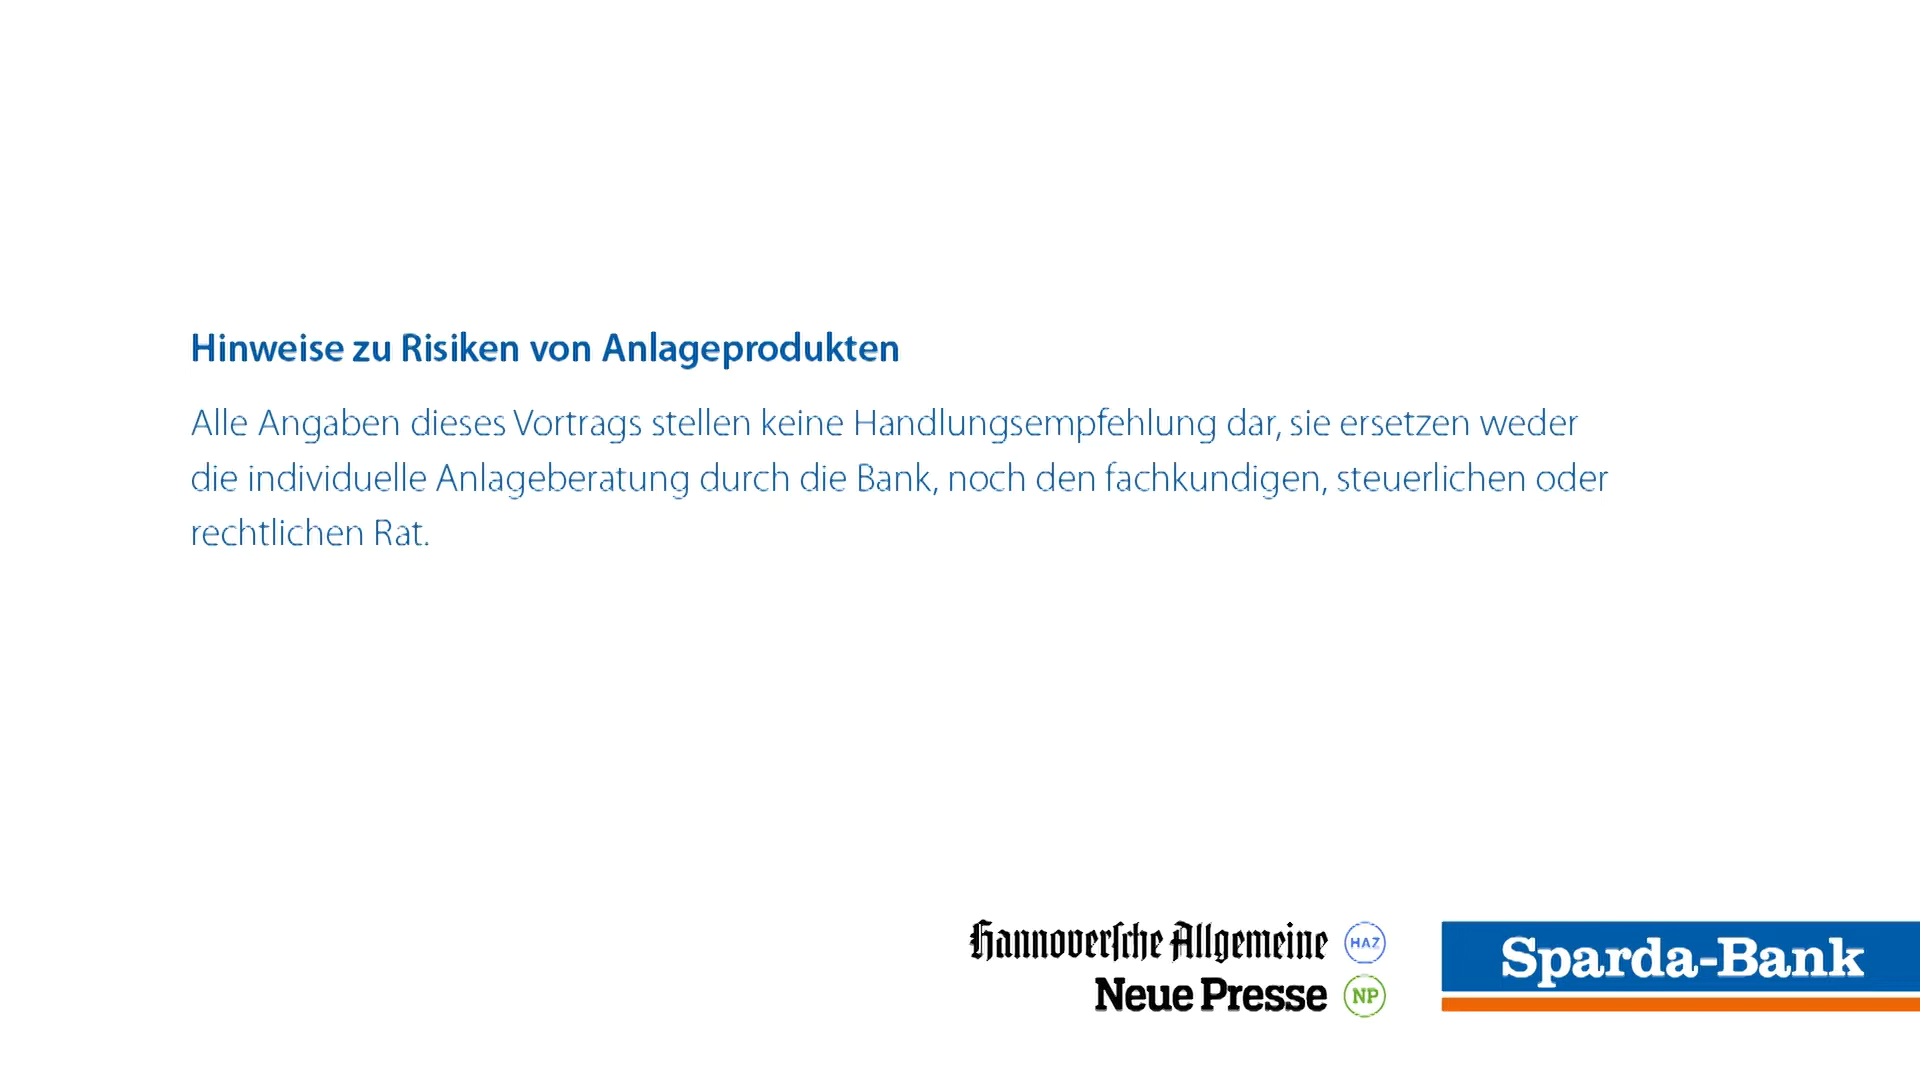 Hinweise zu Risiken von Anlageprodukten
Alle Angaben dieses Vortrags stellen keine Handlungsempfehlung dar, sie ersetzen weder
die individuelle Anlageberatung durch die Bank, noch den fachkundigen, steuerlichen oder
rechtlichen Rat.
Hannoversche Allgemeine HAZ
Neue Presse NP
Sparda-Bank